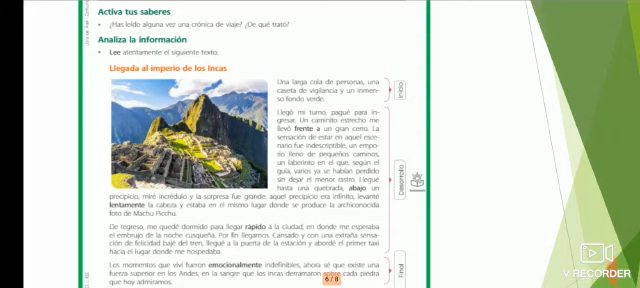 Activa tus saberes
• ¿Has leído alguna vez una crónica de viaje? ¿De qué trató?
Analiza la información
• Lee atentamente el siguiente texto.
Llegada al imperio de los Incas
Una larga cola de personas, una
caseta de vigilancia y un inmen-
so fondo verde.
Inicio
Llegó mi turno, pagué para in-
gresar. Un caminito estrecho me
llevó frente a un gran cerro. La
sensación de estar en aquel esce-
nario fue indescriptible, un empo-
rio lleno de pequeños caminos,
un laberinto en el que, según el
guía, varios ya se habían perdido
sin dejar el menor rastro. Llegué
hasta una quebrada, abajo un
precipicio, miré incrédulo y la sorpresa fue grande: aquel precipicio era infinito, levanté
lentamente la cabeza y estaba en el mismo lugar donde se produce la archiconocida
foto de Machu Picchu.
Desarrollo
De regreso, me quedé dormido para llegar rápido a la ciudad, en donde me esperaba
el embrujo de la noche cusqueña. Por fin llegamos. Cansado y con una extraña sensa-
ción de felicidad bajé del tren, llegué a la puerta de la estación y abordé el primer taxi
hacia el lugar donde me hospedaba.
Los momentos que viví fueron emocionalmente indefinibles, ahora sé que existe una
fuerza superior en los Andes, en la sangre que los incas derramaron cada piedra
que hoy admiramos.
Final
6 / 8
V RECORDER